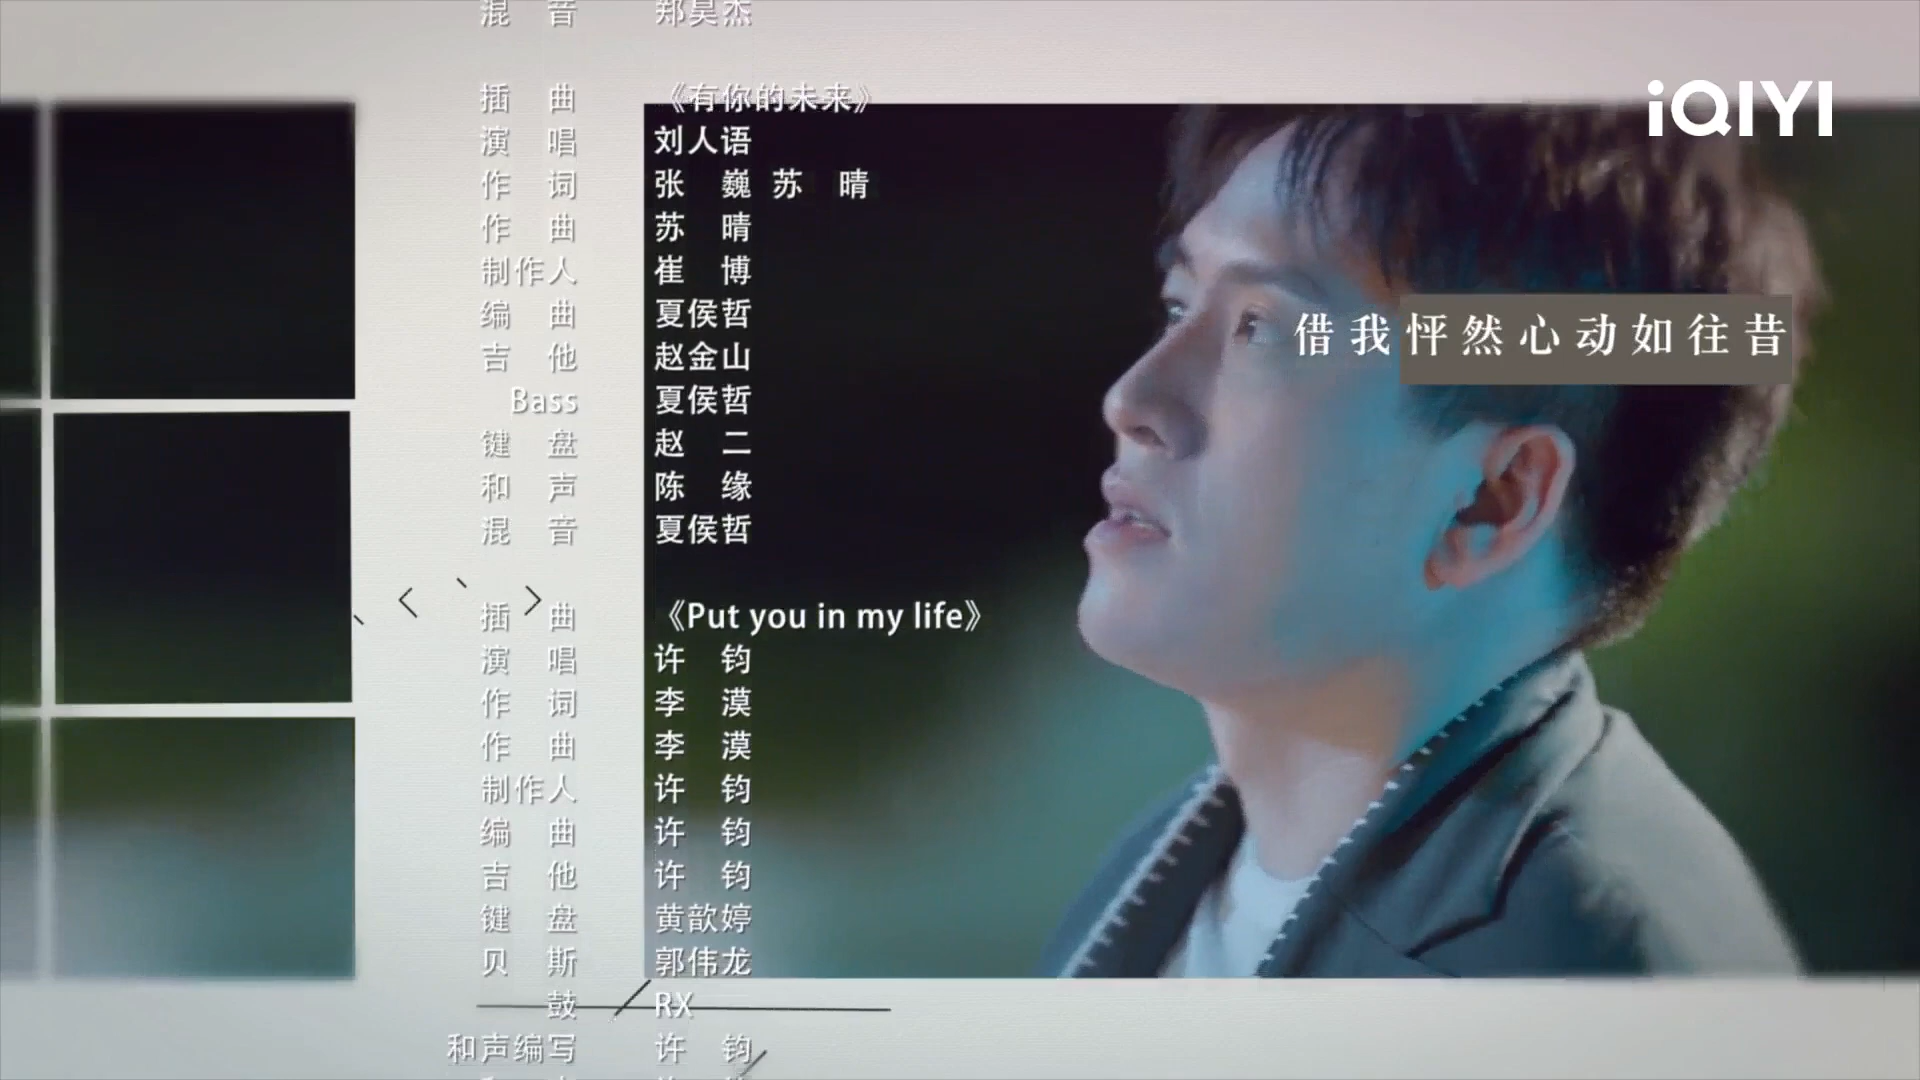 混 音 郑昊杰
iQIYI
插 曲 《有你的未来》
演 唱 刘人语
作 词 张 巍 苏 晴
作 曲 苏 晴
制作人 崔 博
编 曲 夏侯哲
借我怦然心动如往昔
吉 他 赵金山
Bass 夏侯哲
键 盘 赵 二
和 声 陈 缘
混 音 夏侯哲
插 曲 《Put you in my life》
演 唱 许 钧
作 词 李 漠
作 曲 李 漠
制作人 许 钧
编 曲 许 钧
吉 他 许 钧
键 盘 黄歆婷
贝 斯 郭伟龙
鼓 RX
和声编写 许 钧